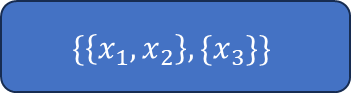 {{x₁, x₂}, {x₃}}